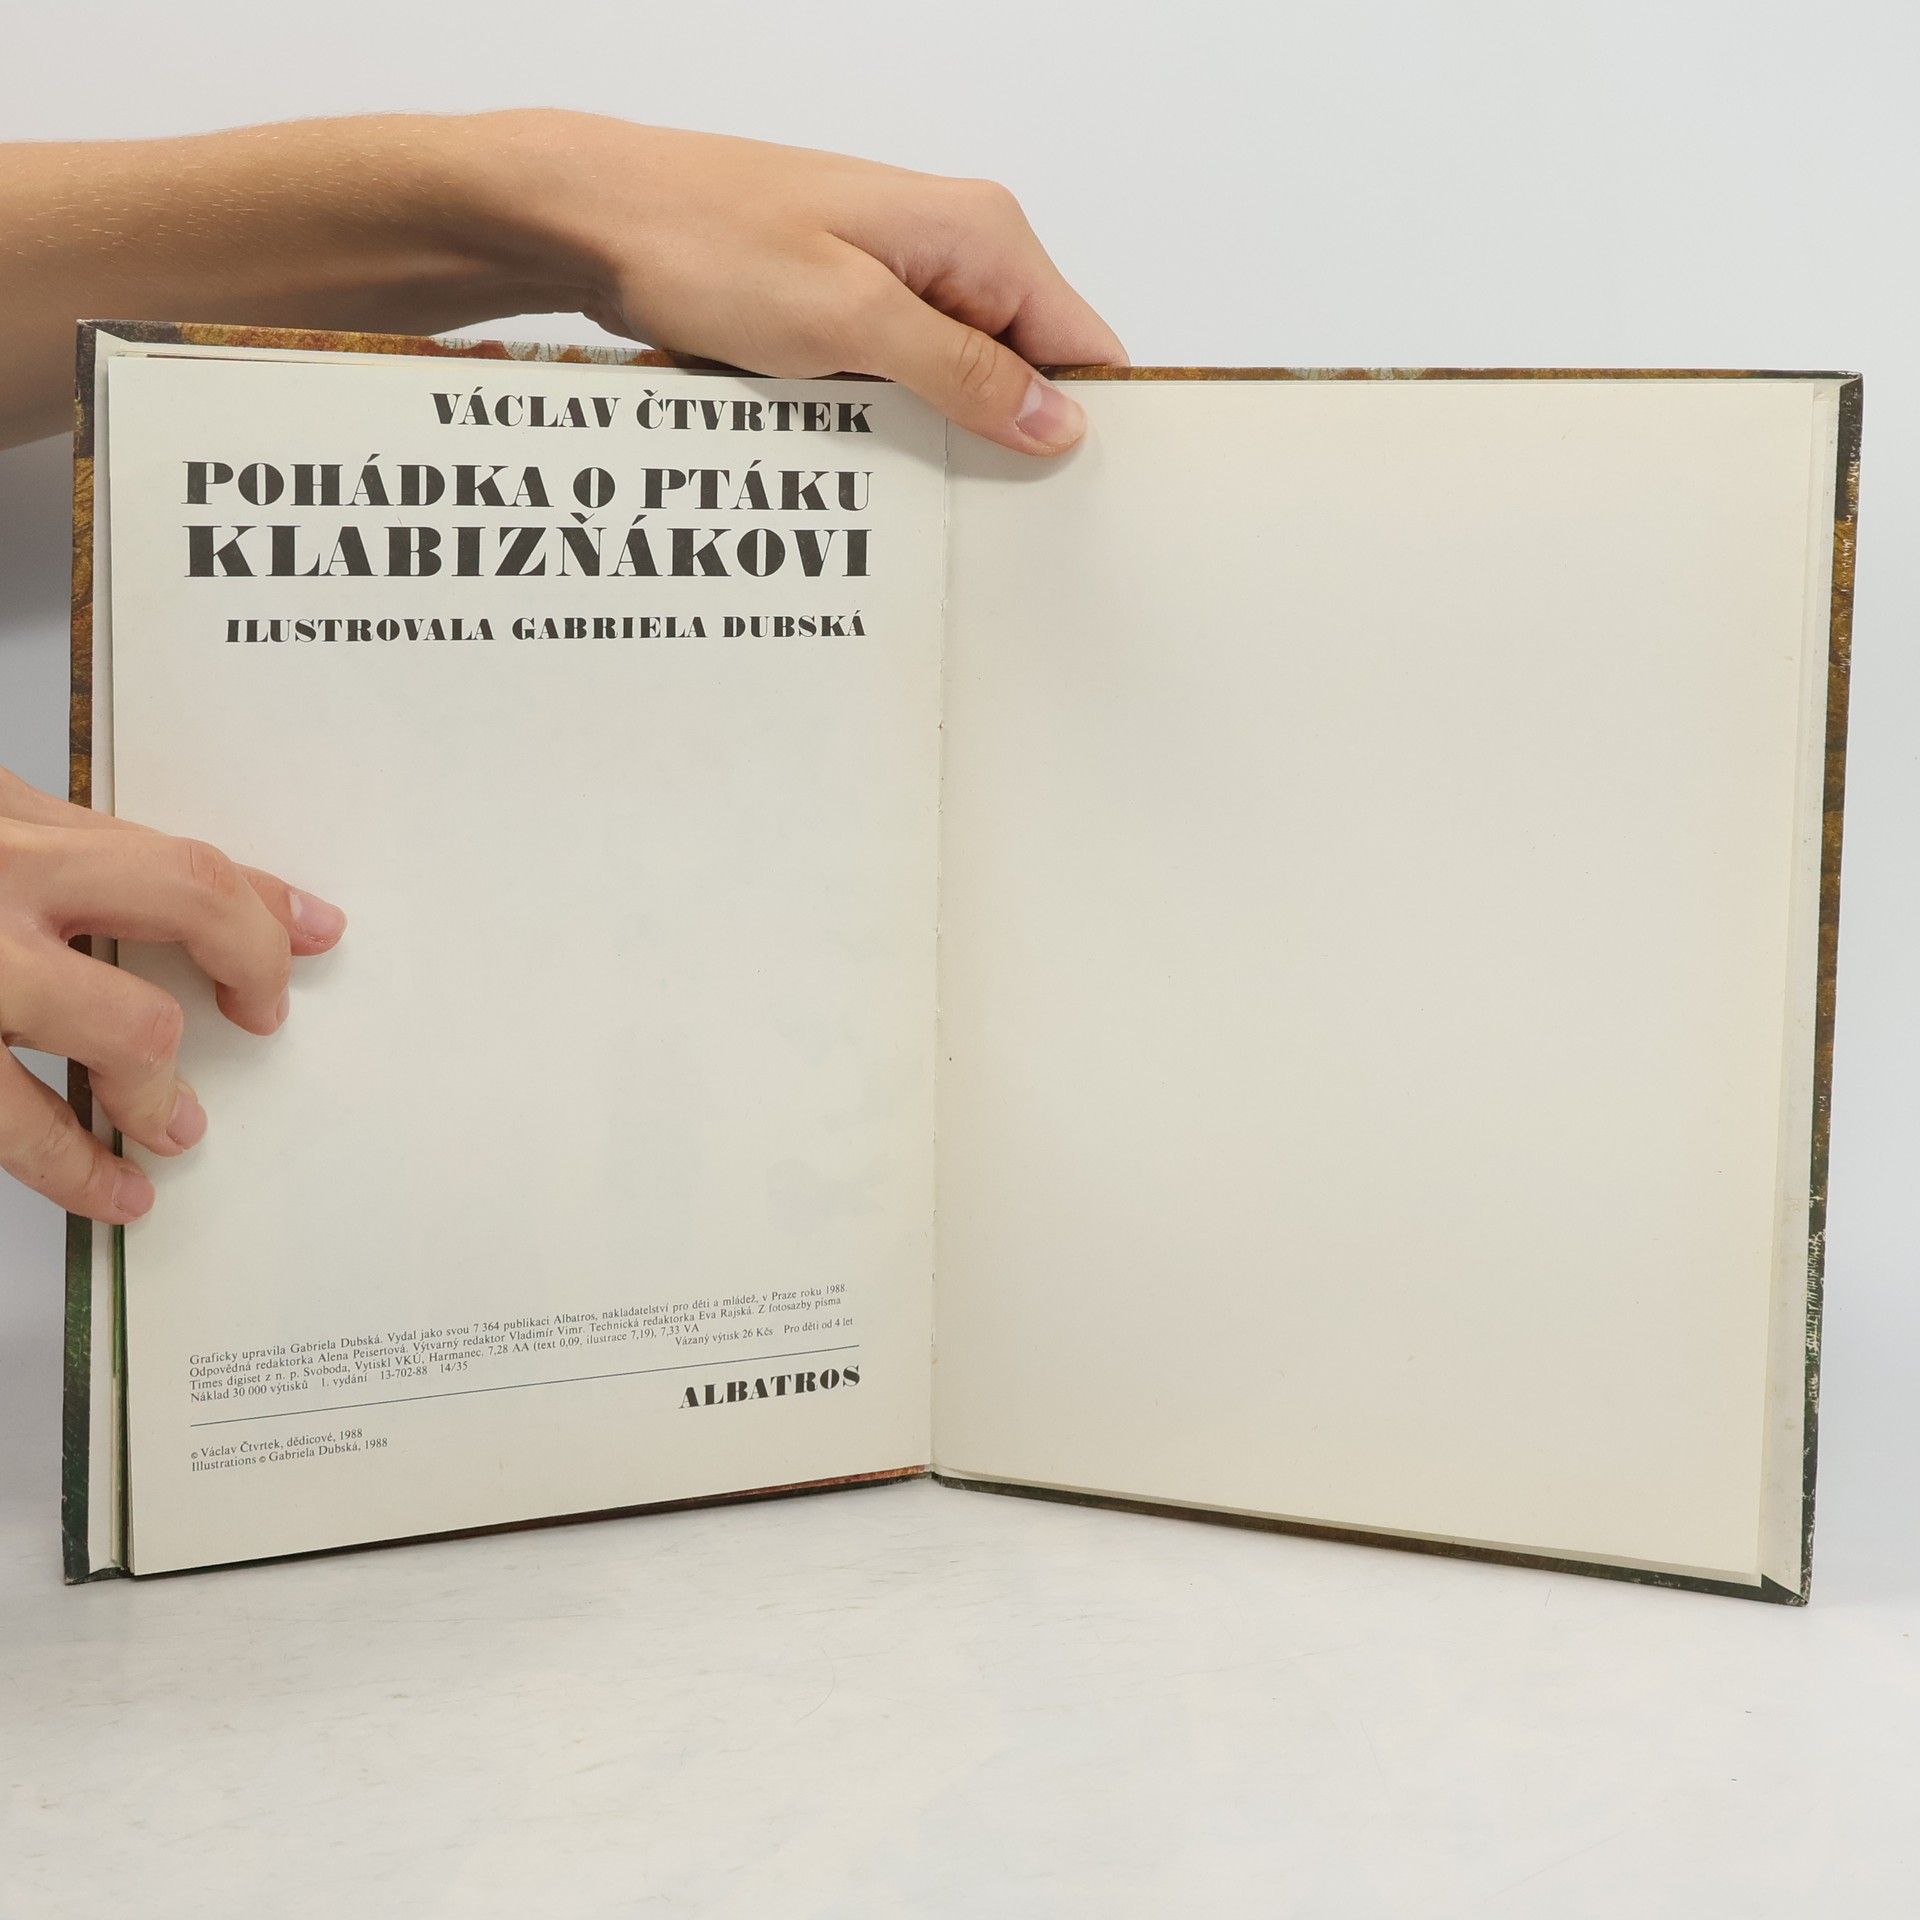 VÁCLAV ČTVRTEK
POHÁDKA O PTÁKU
KLABIZŇÁKOVI
ILUSTROVALA GABRIELA DUBSKÁ
Graficky upravila Gabriela Dubská. Vydal jako svou 7 364 publikaci Albatros, nakladatelství pro děti a mládež, v Praze roku 1988.
Odpovědná redaktorka Alena Peisertová. Výtvarný redaktor Vladimír Vimr. Technická redaktorka Eva Rajská. Z fotosazby písma
Times digiset z n. p. Svoboda, Vytiskl VKÚ, Harmanec. 7,28 AA (text 0,09, ilustrace 7,19), 7,33 VA
Náklad 30 000 výtisků 1. vydání 13-702-88 14/35 Vázaný výtisk 26 Kčs Pro děti od 4 let
ALBATROS
© Václav Čtvrtek, dědicové, 1988
Illustrations © Gabriela Dubská, 1988